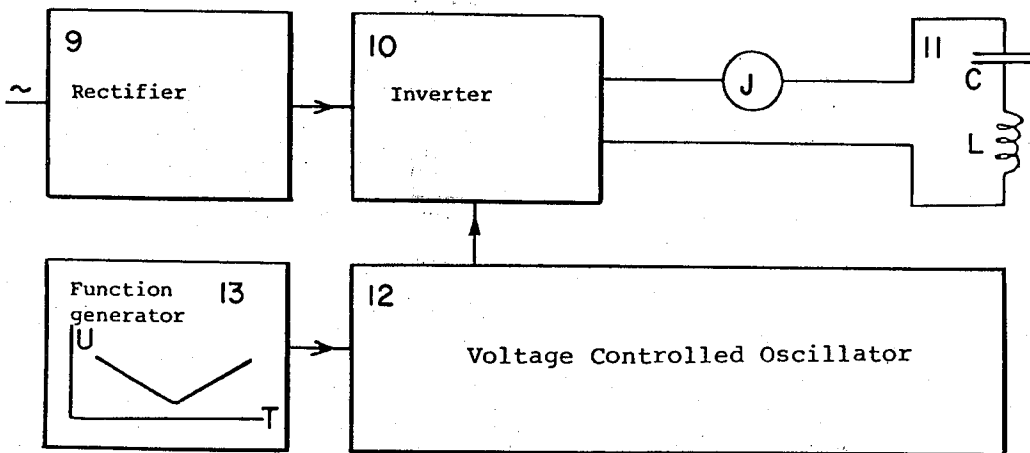 9
Rectifier
~
10
Inverter
J
11
C
L
Function
generator
13
U
T
12
Voltage Controlled Oscillator